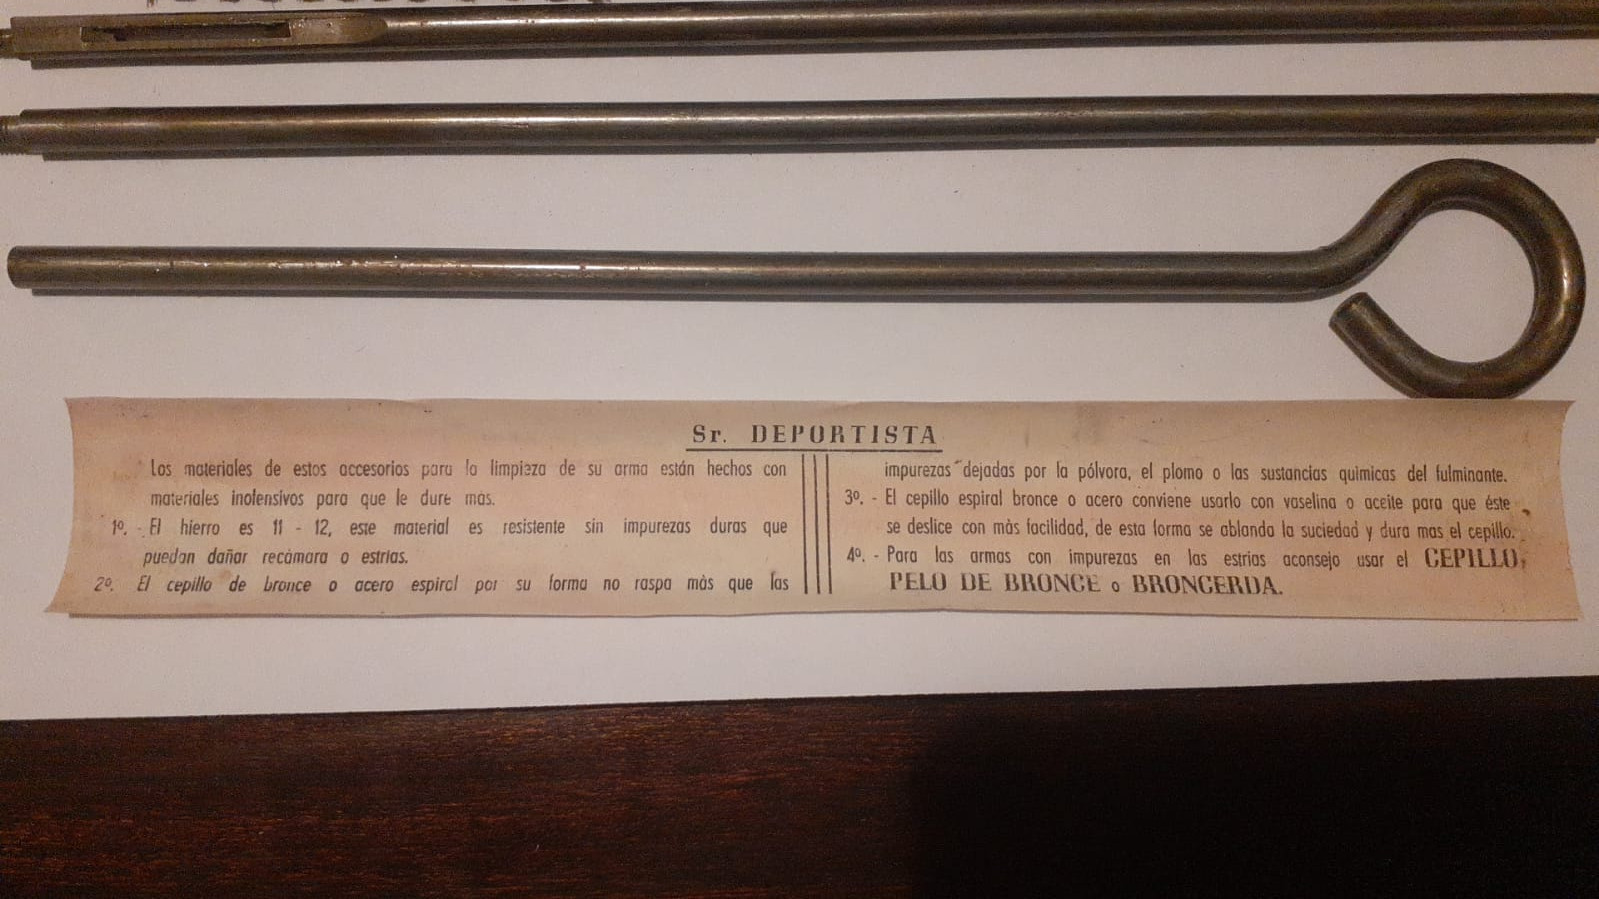 Sr. DEPORTISTA
Los materiales de estos accesorios para la limpieza de su arma están hechos con
materiales inofensivos para que le dure mas.
1º. - El hierro es 11 - 12, este material es resistente sin impurezas duras que
puedan dañar recámara o estrias.
2º. El cepillo de bronce o acero espiral por su forma no raspa màs que las
impurezas dejadas por la pólvora, el plomo o las sustancias quimicas del fulminante.
3º. - El cepillo espiral bronce o acero conviene usarlo con vaselina o aceite para que éste
se deslice con màs facilidad, de esta forma se ablanda la suciedad y dura mas el cepillo.
4º. - Para las armas con impurezas en las estrias aconsejo usar el CEPILLO,
PELO DE BRONCE o BRONCERDA.